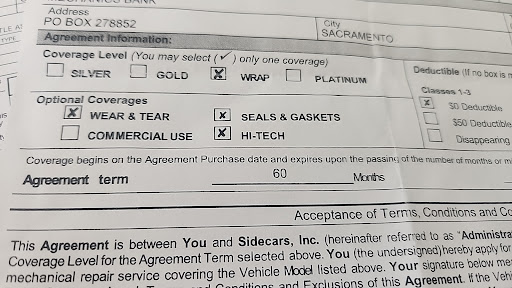 MECHANICS BANK
Address
PO BOX 278852
City
SACRAMENTO
Agreement Information:
Coverage Level (You may select (✓) only one coverage)
SILVER GOLD X WRAP PLATINUM
Deductible (If no box is
Classes 1-3
X $0 Deductible
$50 Deductible
Disappearing
Optional Coverages
X WEAR & TEAR X SEALS & GASKETS
COMMERCIAL USE X HI-TECH
Coverage begins on the Agreement Purchase date and expires upon the passing of the number of months or
Agreement term 60 Months
Acceptance of Terms, Conditions and
This Agreement is between You and Sidecars, Inc. (hereinafter referred to as "Administra
Coverage Level for the Agreement Term selected above. You (the undersigned) hereby apply for
mechanical repair service covering the Vehicle Model listed above. Your signature below
Conditions and Exclusions of this Agreement. If the